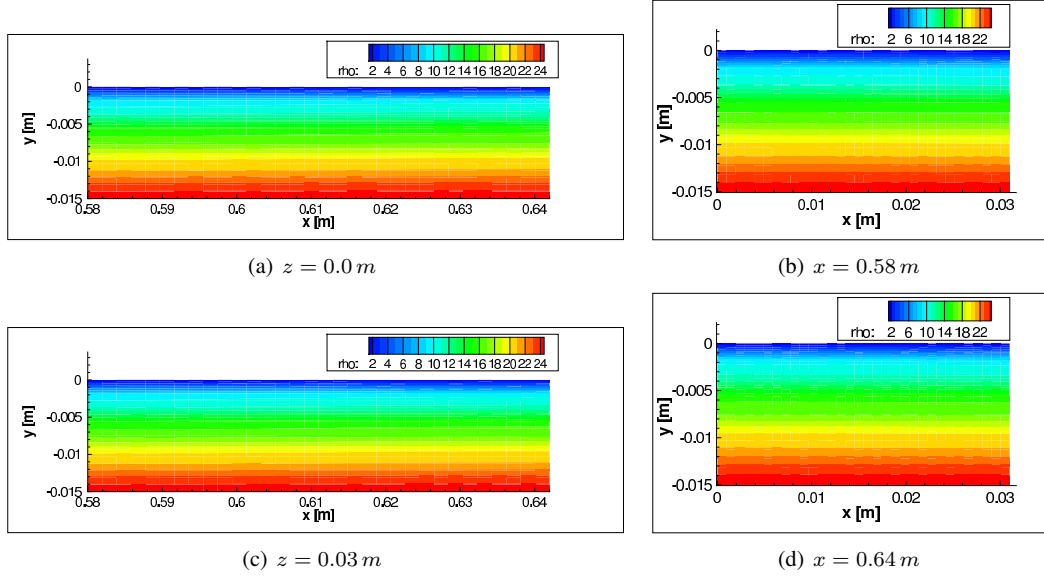 rho: 2 4 6 8 10 12 14 16 18 20 22 24
0
-0.005
-0.01
-0.015
y [m]
0.58 0.59 0.6 0.61 0.62 0.63 0.64
x [m]
(a) z = 0.0 m
rho: 2 6 10 14 18 22
0
-0.005
-0.01
-0.015
y [m]
0 0.01 0.02 0.03
x [m]
(b) x = 0.58 m
rho: 2 4 6 8 10 12 14 16 18 20 22 24
0
-0.005
-0.01
-0.015
y [m]
0.58 0.59 0.6 0.61 0.62 0.63 0.64
x [m]
(c) z = 0.03 m
rho: 2 6 10 14 18 22
0
-0.005
-0.01
-0.015
y [m]
0 0.01 0.02 0.03
x [m]
(d) x = 0.64 m